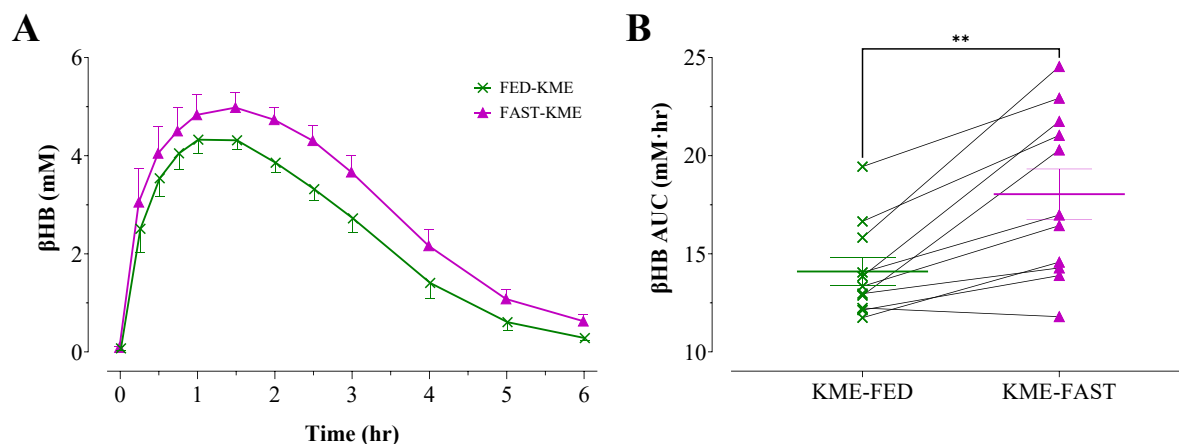 A
βHB (mM)
6
4
2
0
FED-KME
FAST-KME
0 1 2 3 4 5 6
Time (hr)
B
βHB AUC (mM·hr)
25
20
15
10
**
KME-FED KME-FAST